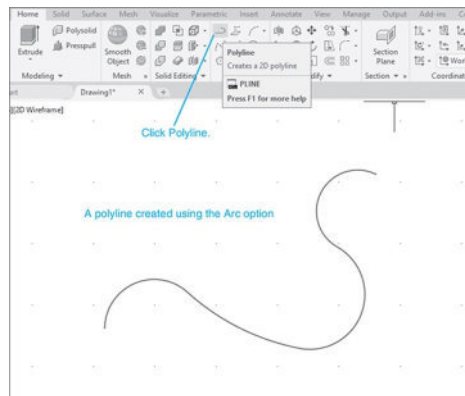 Home Solid Surface Mesh Visualize Parametric Insert Annotate View Manage Output Add-ins
Extrude
Polysolid
Presspull
Smooth
Object
Section
Plane
Modeling
Mesh
Solid Editing
Section
Coordinat
Polyline
Creates a 2D polyline
PLINE
Press F1 for more help
Drawing1*
[2D Wireframe]
Click Polyline.
A polyline created using the Arc option